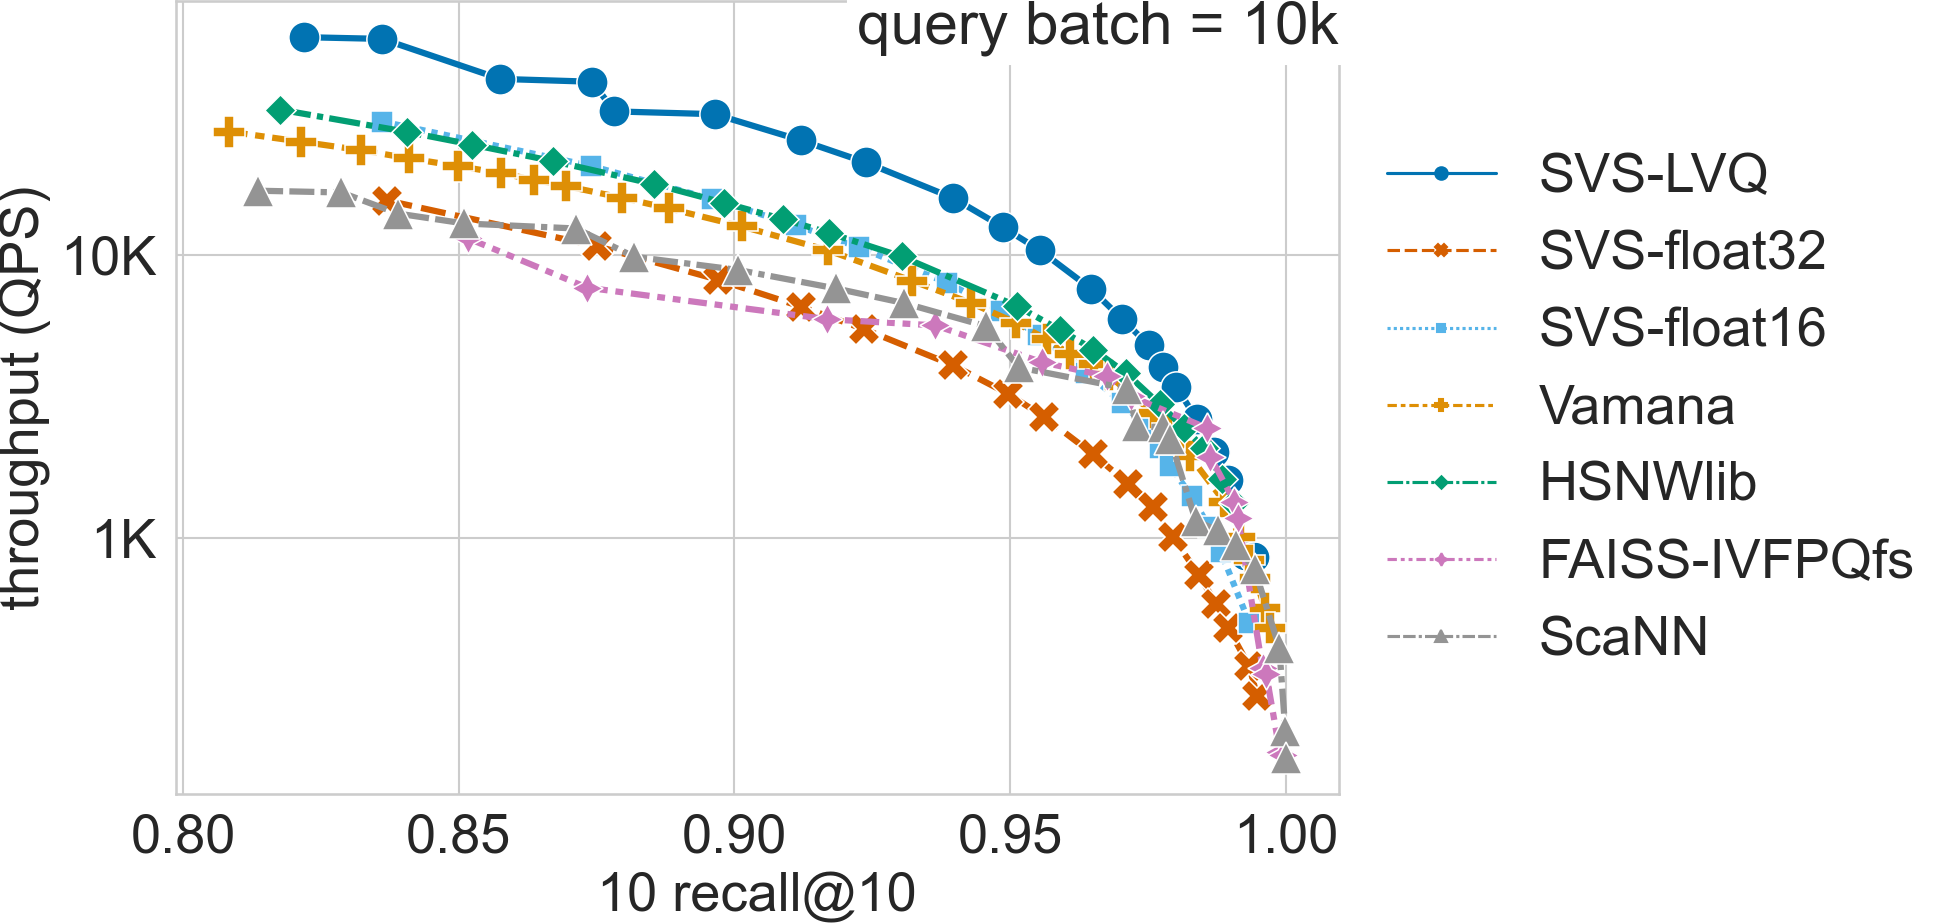 query batch = 10k
throughput (QPS)
10K
1K
0.80 0.85 0.90 0.95 1.00
10 recall@10
SVS-LVQ
SVS-float32
SVS-float16
Vamana
HSNWlib
FAISS-IVFPQfs
ScaNN